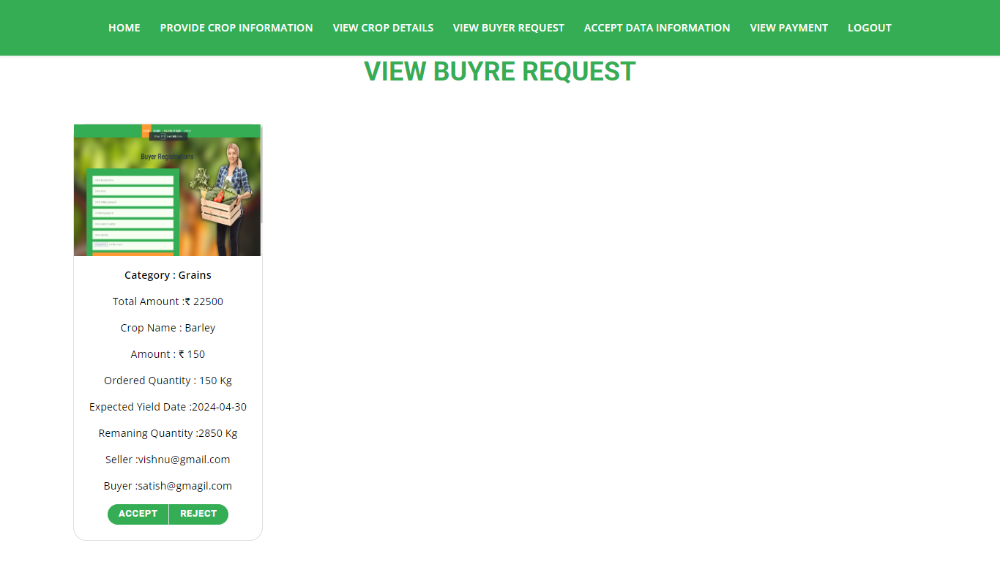 HOME PROVIDE CROP INFORMATION VIEW CROP DETAILS VIEW BUYER REQUEST ACCEPT DATA INFORMATION VIEW PAYMENT LOGOUT
VIEW BUYRE REQUEST
Buyer Registrations
Category : Grains
Total Amount :₹ 22500
Crop Name : Barley
Amount : ₹ 150
Ordered Quantity : 150 Kg
Expected Yield Date :2024-04-30
Remaning Quantity :2850 Kg
Seller :vishnu@gmail.com
Buyer :satish@gmagil.com
ACCEPT REJECT